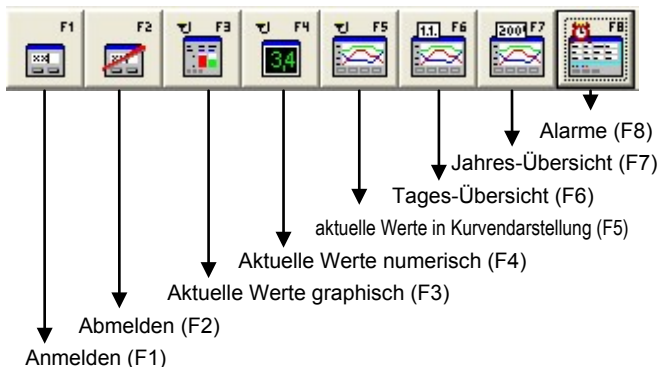 F1 F2 F3 F4 F5 F6 F7 F8
xx xx 3,4 1.1. 2001
Alarme (F8)
Jahres-Übersicht (F7)
Tages-Übersicht (F6)
aktuelle Werte in Kurvendarstellung (F5)
Aktuelle Werte numerisch (F4)
Aktuelle Werte graphisch (F3)
Abmelden (F2)
Anmelden (F1)